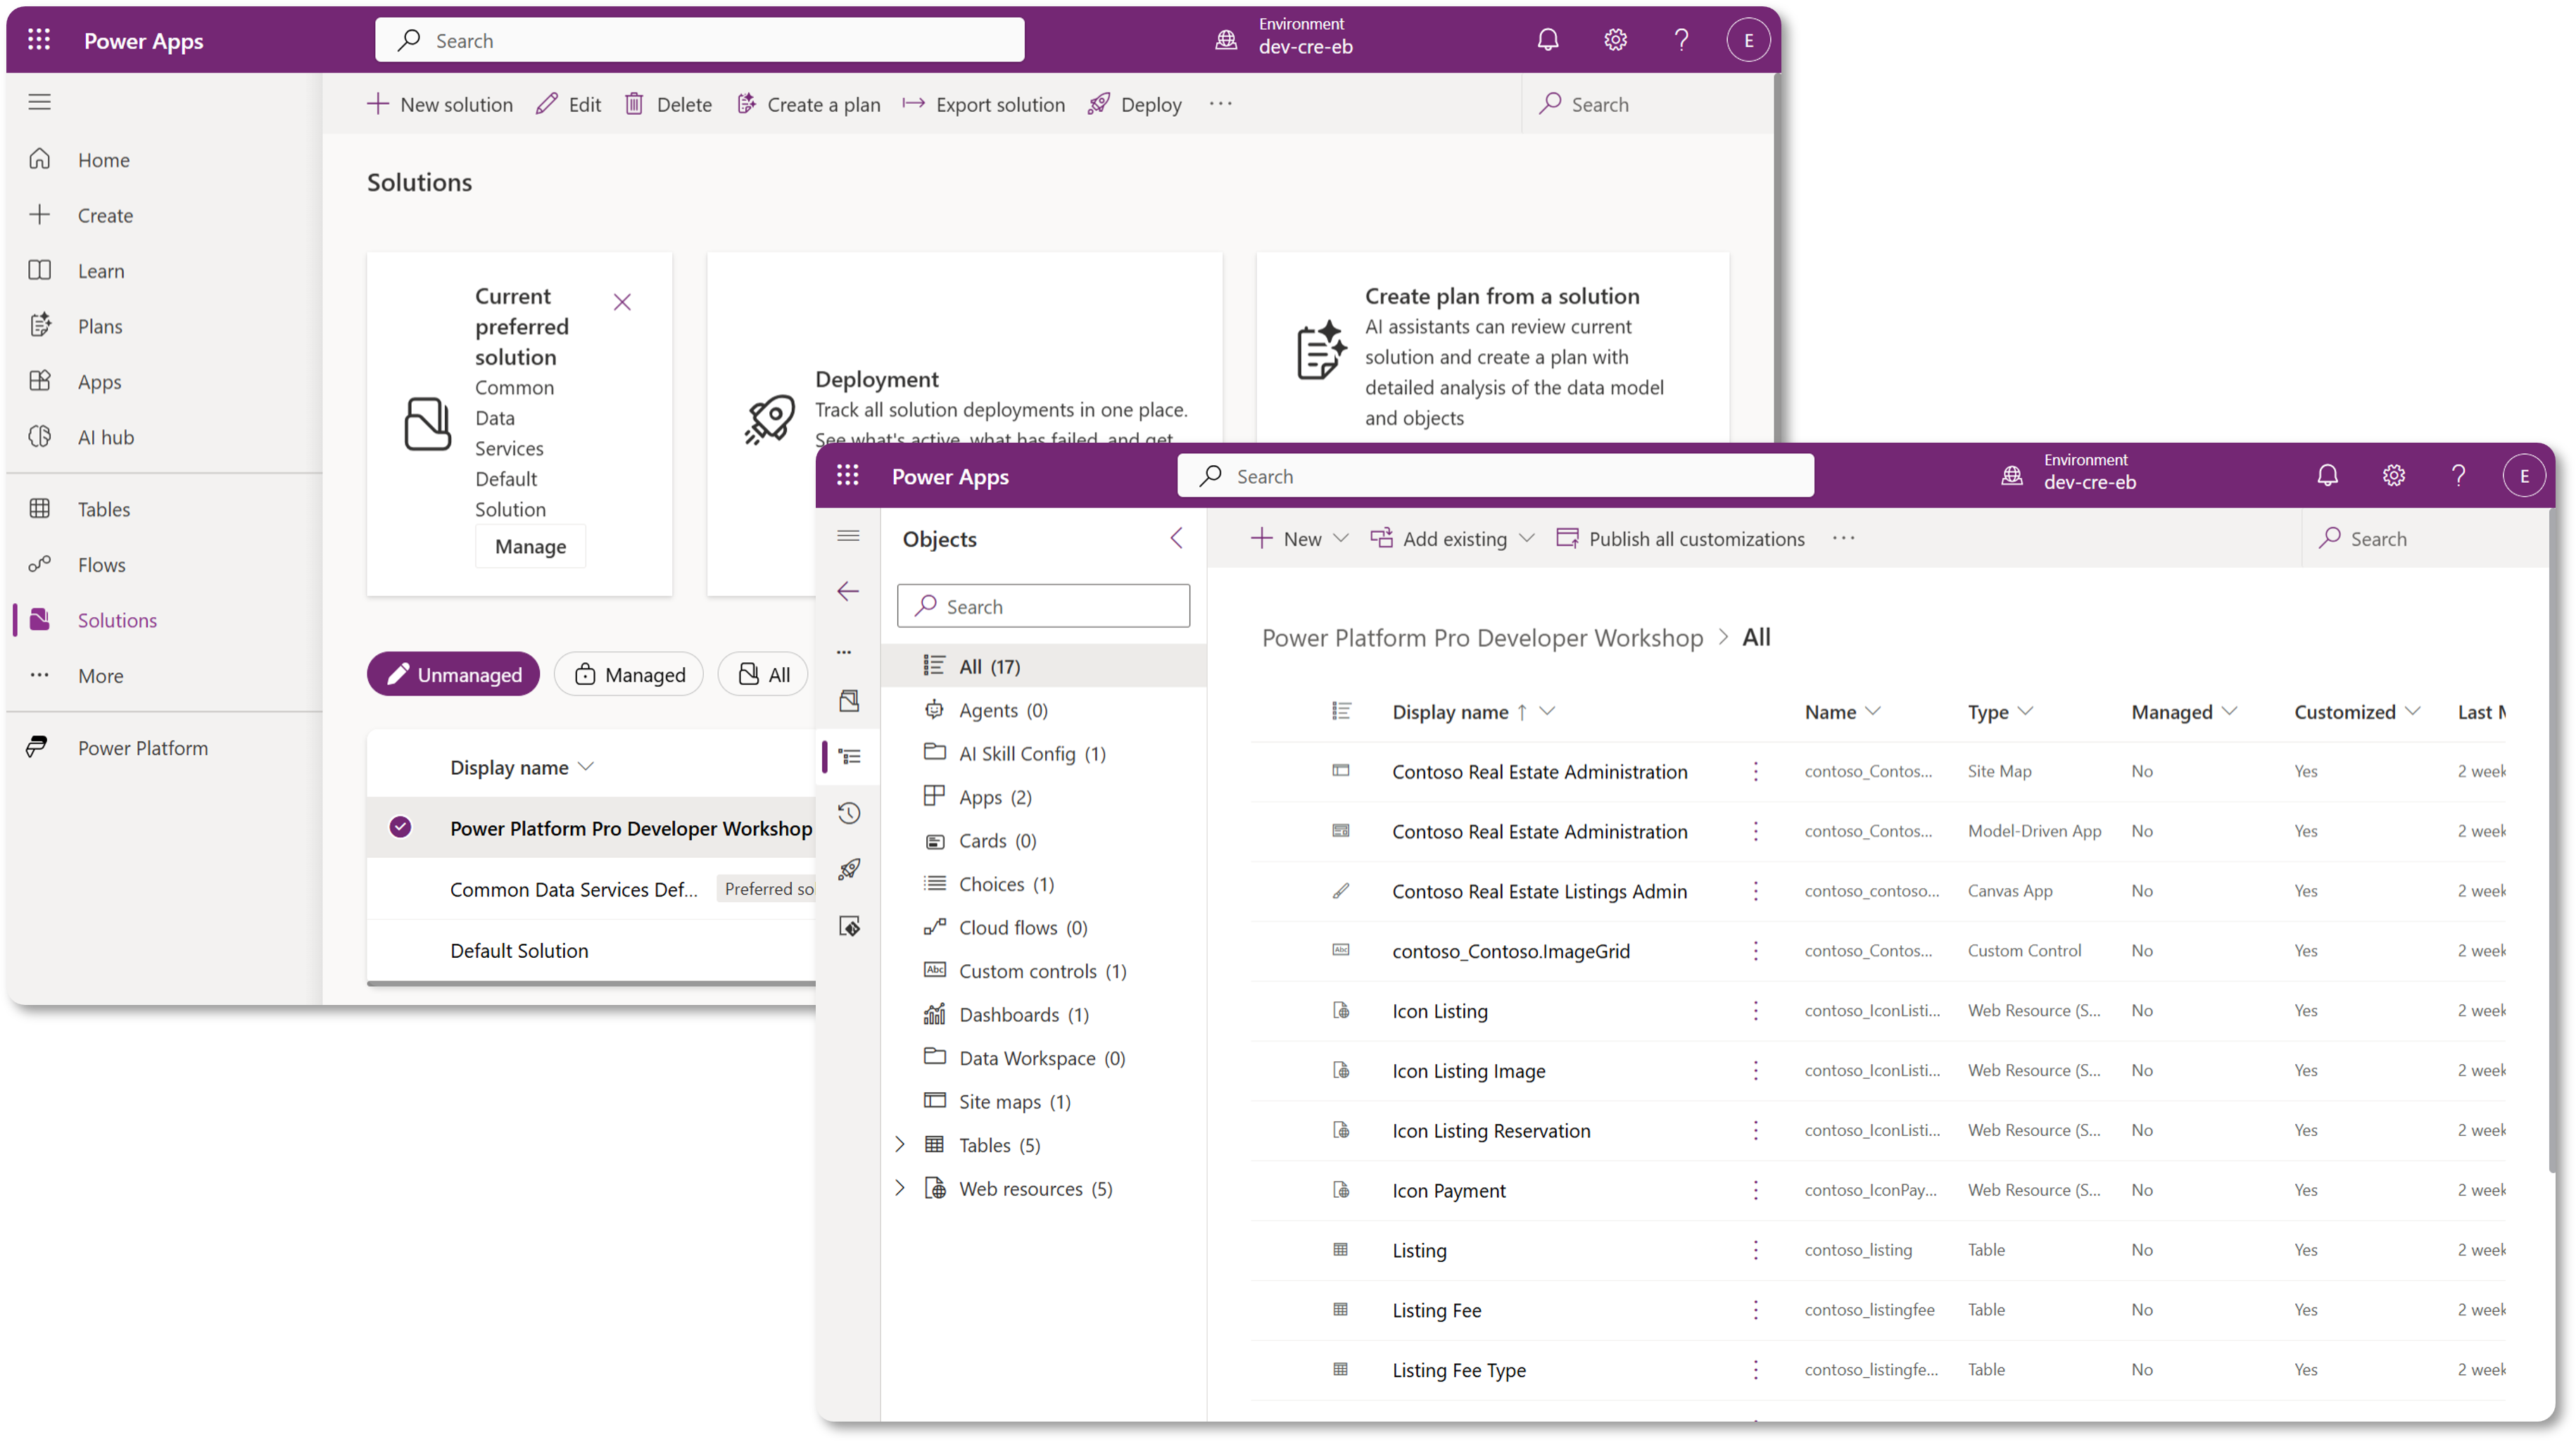 Power Apps
Search
Environment
dev-cre-eb
E
New solution
Edit
Delete
Create a plan
Export solution
Deploy
Search
Home
Create
Learn
Plans
Apps
AI hub
Tables
Flows
Solutions
More
Power Platform
Solutions
Current
preferred
solution
Common
Data
Services
Default
Solution
Manage
Deployment
Track all solution deployments in one place.
See what's active, what has failed, and get
Create plan from a solution
AI assistants can review current
solution and create a plan with
detailed analysis of the data model
and objects
Unmanaged
Managed
All
Display name
Power Platform Pro Developer Workshop
Common Data Services Def...
Preferred so
Default Solution
Power Apps
Search
Environment
dev-cre-eb
E
Objects
Search
All (17)
Agents (0)
AI Skill Config (1)
Apps (2)
Cards (0)
Choices (1)
Cloud flows (0)
Abc Custom controls (1)
Dashboards (1)
Data Workspace (0)
Site maps (1)
Tables (5)
Web resources (5)
New
Add existing
Publish all customizations
Search
Power Platform Pro Developer Workshop > All
Display name ↑ Name Type Managed Customized Last M
Contoso Real Estate Administration contoso_Contos... Site Map No Yes 2 week
Contoso Real Estate Administration contoso_Contos... Model-Driven App No Yes 2 week
Contoso Real Estate Listings Admin contoso_contoso... Canvas App No Yes 2 week
Abc contoso_Contoso.ImageGrid contoso_Contos... Custom Control No Yes 2 week
Icon Listing contoso_IconListi... Web Resource (S... No Yes 2 week
Icon Listing Image contoso_IconListi... Web Resource (S... No Yes 2 week
Icon Listing Reservation contoso_IconListi... Web Resource (S... No Yes 2 week
Icon Payment contoso_IconPay... Web Resource (S... No Yes 2 week
Listing contoso_listing Table No Yes 2 week
Listing Fee contoso_listingfee Table No Yes 2 week
Listing Fee Type contoso_listingfe... Table No Yes 2 week